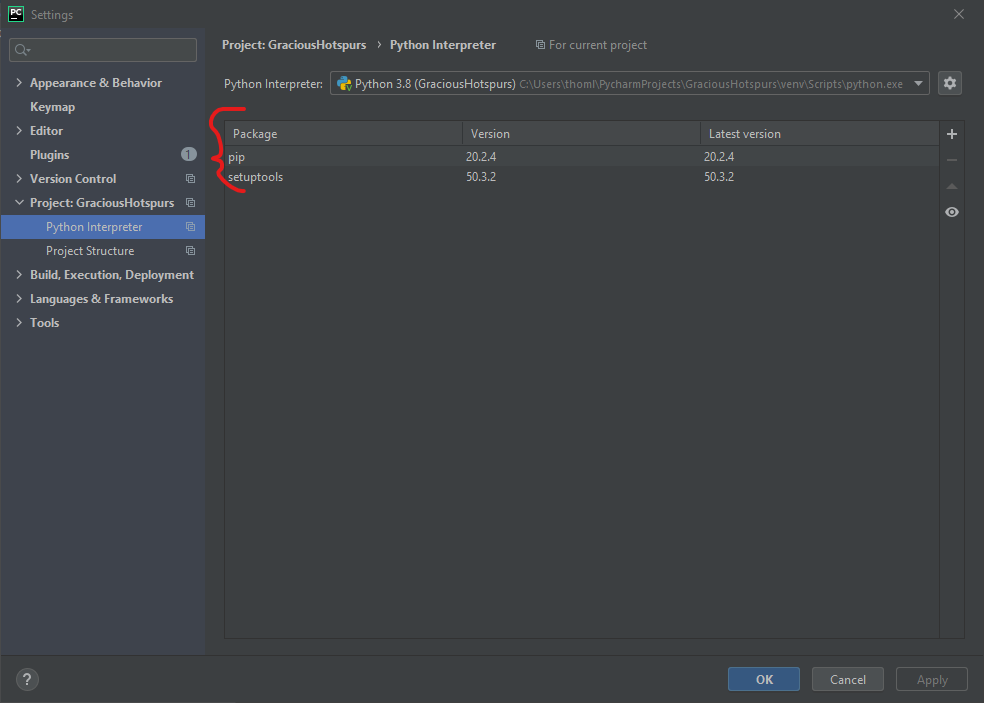 PC Settings
Project: GraciousHotspurs › Python Interpreter For current project
Python Interpreter: Python 3.8 (GraciousHotspurs) C:\Users\thoml\PycharmProjects\GraciousHotspurs\venv\Scripts\python.exe
Appearance & Behavior
Keymap
Editor
Plugins 1
Version Control
Project: GraciousHotspurs
Python Interpreter
Project Structure
Build, Execution, Deployment
Languages & Frameworks
Tools
Package Version Latest version
pip 20.2.4 20.2.4
setuptools 50.3.2 50.3.2
? OK Cancel Apply